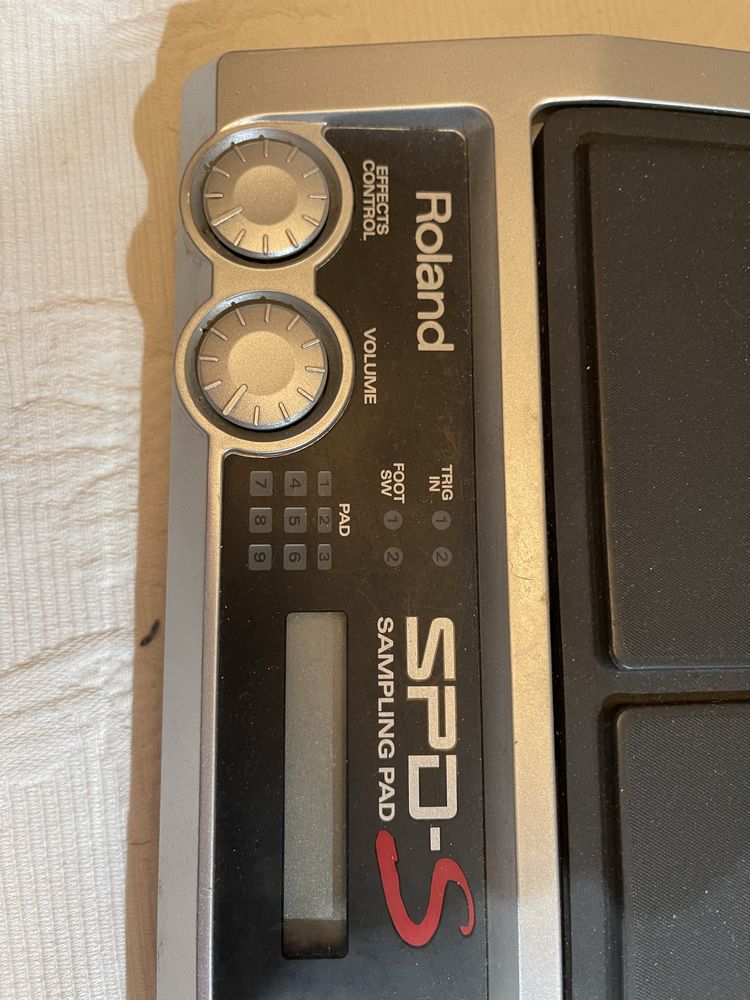 Roland
EFFECTS
CONTROL
VOLUME
TRIG
IN
1 2
FOOT
SW
1 2
PAD
1 2 3
4 5 6
7 8 9
SPD-S
SAMPLING PAD